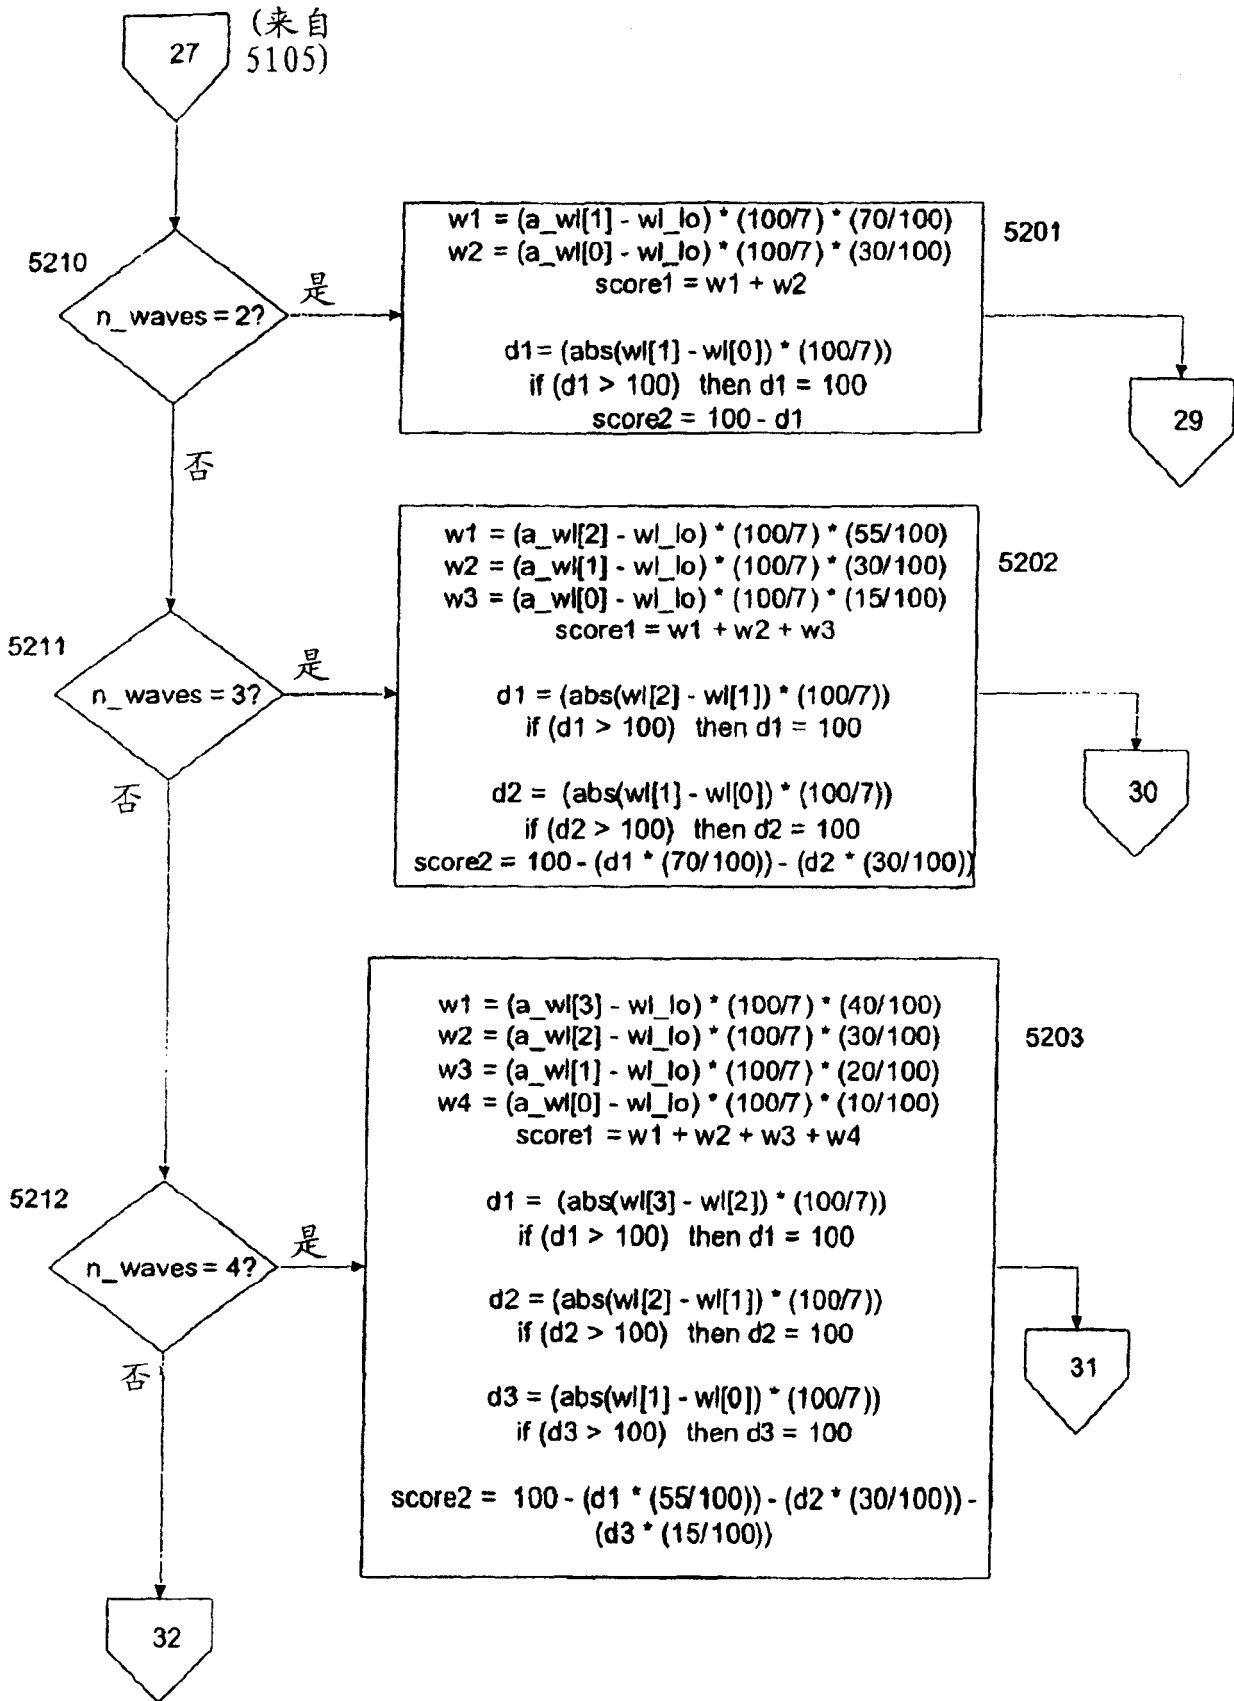 27
(来自
5105)
5210
n_waves = 2?
是
否
w1 = (a_wl[1] - wl_lo) * (100/7) * (70/100)
w2 = (a_wl[0] - wl_lo) * (100/7) * (30/100)
score1 = w1 + w2
d1= (abs(wl[1] - wl[0]) * (100/7))
if (d1 > 100) then d1 = 100
score2 = 100 - d1
5201
29
5211
n_waves = 3?
是
否
w1 = (a_wl[2] - wl_lo) * (100/7) * (55/100)
w2 = (a_wl[1] - wl_lo) * (100/7) * (30/100)
w3 = (a_wl[0] - wl_lo) * (100/7) * (15/100)
score1 = w1 + w2 + w3
d1 = (abs(wl[2] - wl[1]) * (100/7))
if (d1 > 100) then d1 = 100
d2 = (abs(wl[1] - wl[0]) * (100/7))
if (d2 > 100) then d2 = 100
score2 = 100 - (d1 * (70/100)) - (d2 * (30/100))
5202
30
5212
n_waves = 4?
是
否
w1 = (a_wl[3] - wl_lo) * (100/7) * (40/100)
w2 = (a_wl[2] - wl_lo) * (100/7) * (30/100)
w3 = (a_wl[1] - wl_lo) * (100/7) * (20/100)
w4 = (a_wl[0] - wl_lo) * (100/7) * (10/100)
score1 = w1 + w2 + w3 + w4
d1 = (abs(wl[3] - wl[2]) * (100/7))
if (d1 > 100) then d1 = 100
d2 = (abs(wl[2] - wl[1]) * (100/7))
if (d2 > 100) then d2 = 100
d3 = (abs(wl[1] - wl[0]) * (100/7))
if (d3 > 100) then d3 = 100
score2 = 100 - (d1 * (55/100)) - (d2 * (30/100)) -
(d3 * (15/100))
5203
31
32